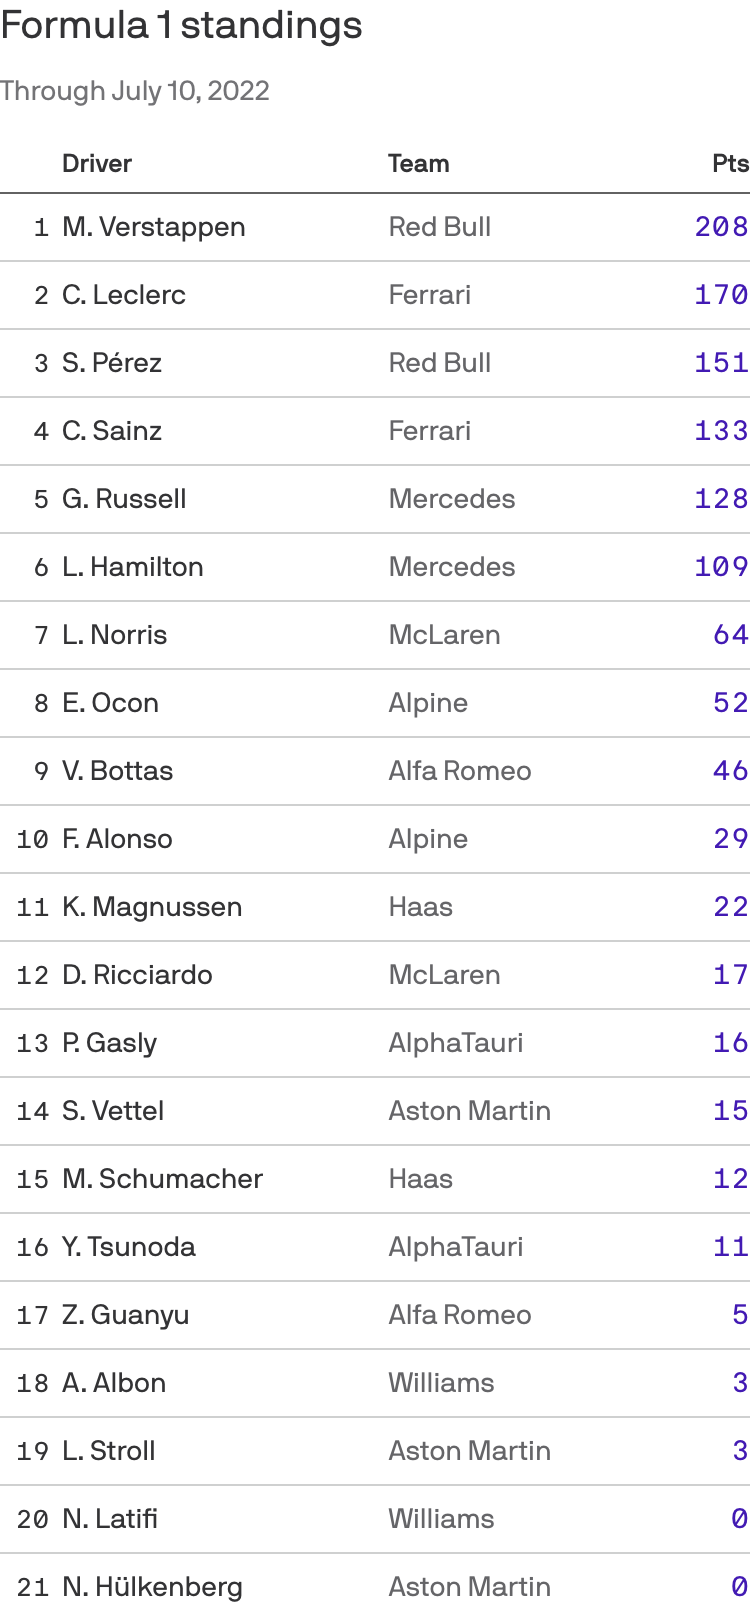 Formula 1 standings
Through July 10, 2022
Driver Team Pts
1 M. Verstappen Red Bull 208
2 C. Leclerc Ferrari 170
3 S. Pérez Red Bull 151
4 C. Sainz Ferrari 133
5 G. Russell Mercedes 128
6 L. Hamilton Mercedes 109
7 L. Norris McLaren 64
8 E. Ocon Alpine 52
9 V. Bottas Alfa Romeo 46
10 F. Alonso Alpine 29
11 K. Magnussen Haas 22
12 D. Ricciardo McLaren 17
13 P. Gasly AlphaTauri 16
14 S. Vettel Aston Martin 15
15 M. Schumacher Haas 12
16 Y. Tsunoda AlphaTauri 11
17 Z. Guanyu Alfa Romeo 5
18 A. Albon Williams 3
19 L. Stroll Aston Martin 3
20 N. Latifi Williams 0
21 N. Hülkenberg Aston Martin 0